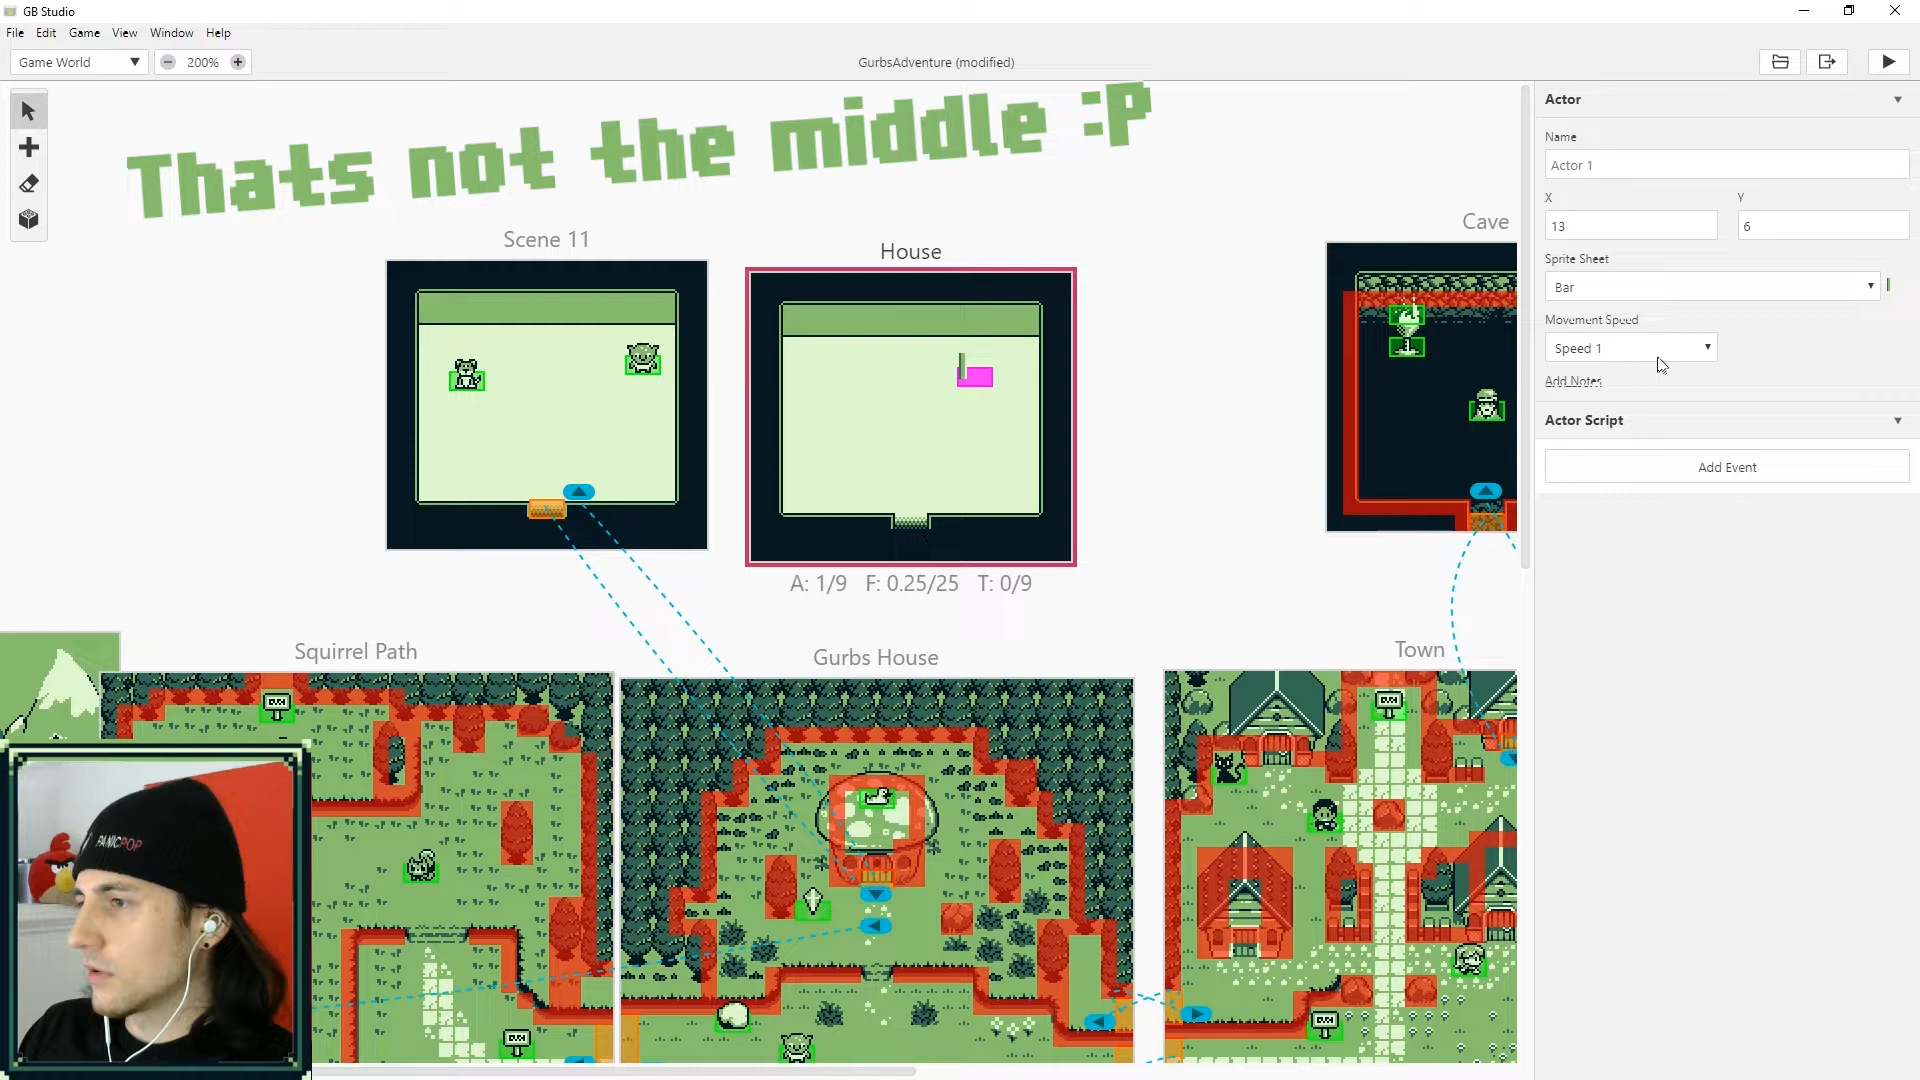 GB Studio
File Edit Game View Window Help
Game World 200% GurbsAdventure (modified)
Thats not the middle :P
Actor
Name
Actor 1
X Y
13 6
Sprite Sheet
Bar
Movement Speed
Speed 1
Add Notes
Actor Script
Add Event
Scene 11
House
Cave
A: 1/9 F: 0.25/25 T: 0/9
Squirrel Path
Gurbs House
Town
PANICPOP